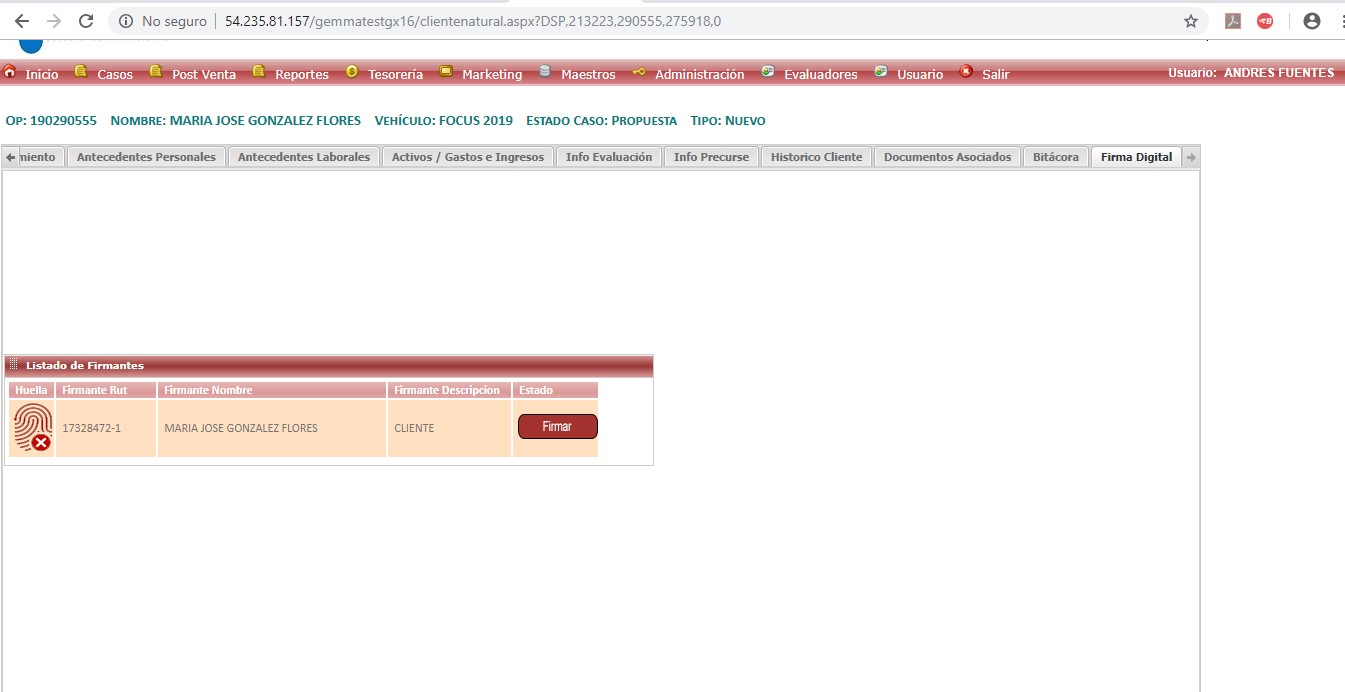 No seguro 54.235.81.157/gemmatestgx16/clientenatural.aspx?DSP,213223,290555,275918,0
Inicio Casos Post Venta Reportes Tesorería Marketing Maestros Administración Evaluadores Usuario Salir Usuario: ANDRES FUENTES
OP: 190290555 NOMBRE: MARIA JOSE GONZALEZ FLORES VEHÍCULO: FOCUS 2019 ESTADO CASO: PROPUESTA TIPO: NUEVO
miento Antecedentes Personales Antecedentes Laborales Activos / Gastos e Ingresos Info Evaluación Info Precurse Historico Cliente Documentos Asociados Bitácora Firma Digital
Listado de Firmantes
Huella Firmante Rut Firmante Nombre Firmante Descripcion Estado
17328472-1 MARIA JOSE GONZALEZ FLORES CLIENTE Firmar